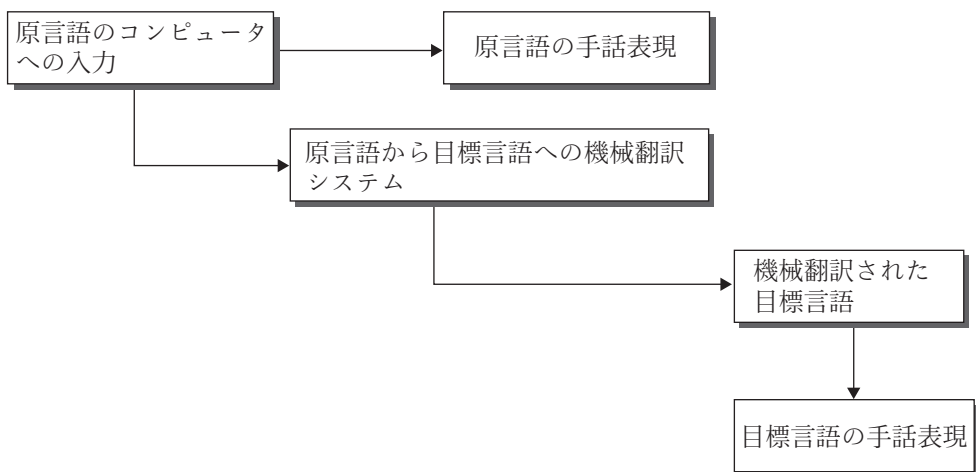 原言語のコンピュータ
への入力
原言語の手話表現
原言語から目標言語への機械翻訳
システム
機械翻訳された
目標言語
目標言語の手話表現